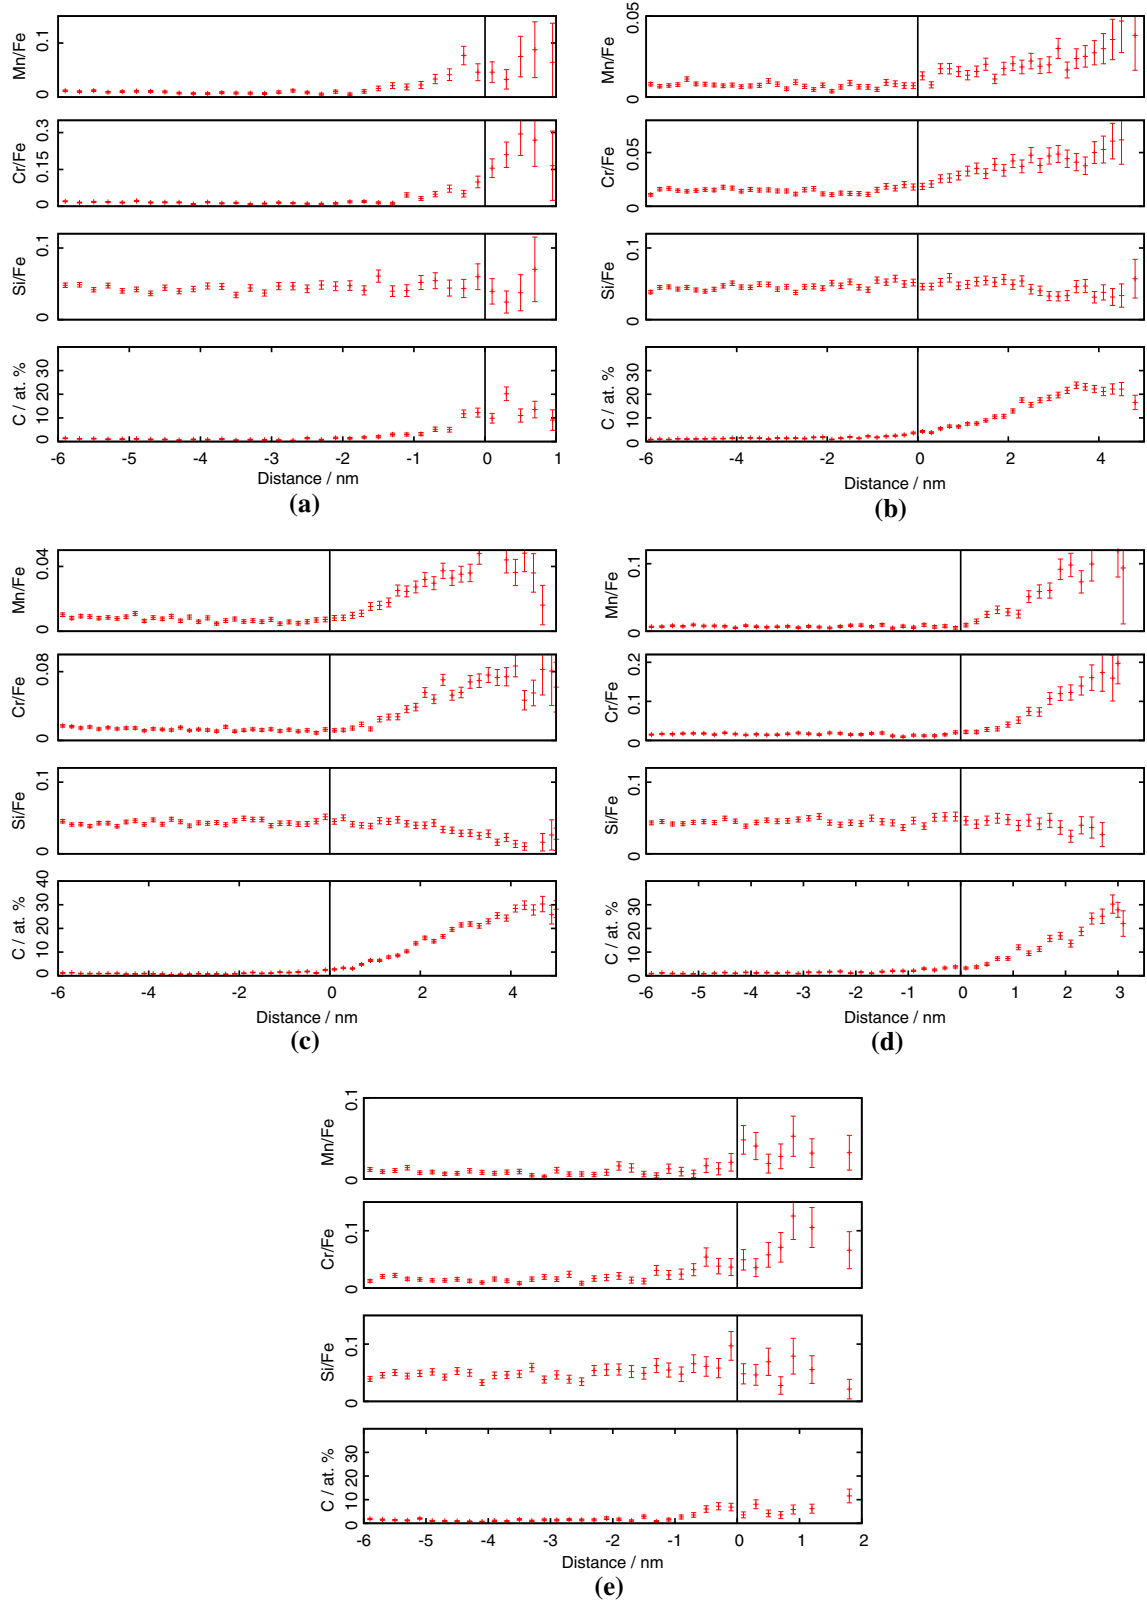 Mn/Fe
0.1
0
Cr/Fe
0.3
0.15
0
Si/Fe
0.1
0
C / at. %
30
20
10
0
-6 -5 -4 -3 -2 -1 0 1
Distance / nm
(a)
Mn/Fe
0.05
0
Cr/Fe
0.05
0
Si/Fe
0.1
0
C / at. %
30
20
10
0
-6 -4 -2 0 2 4
Distance / nm
(b)
Mn/Fe
0.04
0
Cr/Fe
0.08
0
Si/Fe
0.1
0
C / at. %
40
30
20
10
0
-6 -4 -2 0 2 4
Distance / nm
(c)
Mn/Fe
0.1
0
Cr/Fe
0.2
0.1
0
Si/Fe
0.1
0
C / at. %
30
20
10
0
-6 -5 -4 -3 -2 -1 0 1 2 3
Distance / nm
(d)
Mn/Fe
0.1
0
Cr/Fe
0.1
0
Si/Fe
0.1
0
C / at. %
30
20
10
0
-6 -5 -4 -3 -2 -1 0 1 2
Distance / nm
(e)